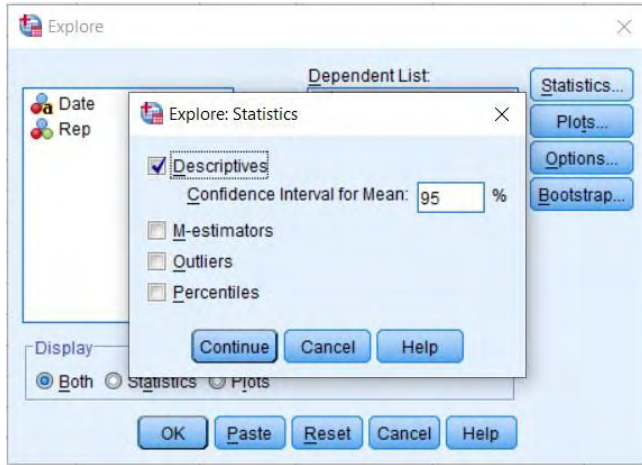 Explore
Dependent List:
Date
Rep
Statistics...
Plots...
Options...
Bootstrap...
Explore: Statistics
Descriptives
Confidence Interval for Mean: 95 %
M-estimators
Outliers
Percentiles
Continue Cancel Help
Display
Both Statistics Plots
OK Paste Reset Cancel Help